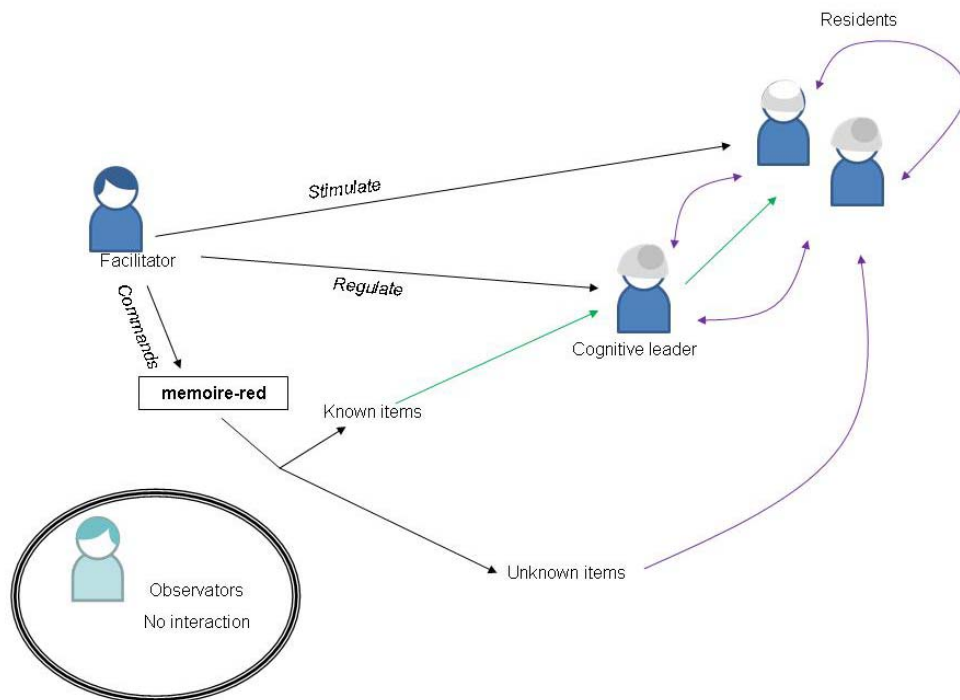 Residents
Stimulate
Facilitator
Regulate
Commands
Cognitive leader
memoire-red
Known items
Unknown items
Observators
No interaction